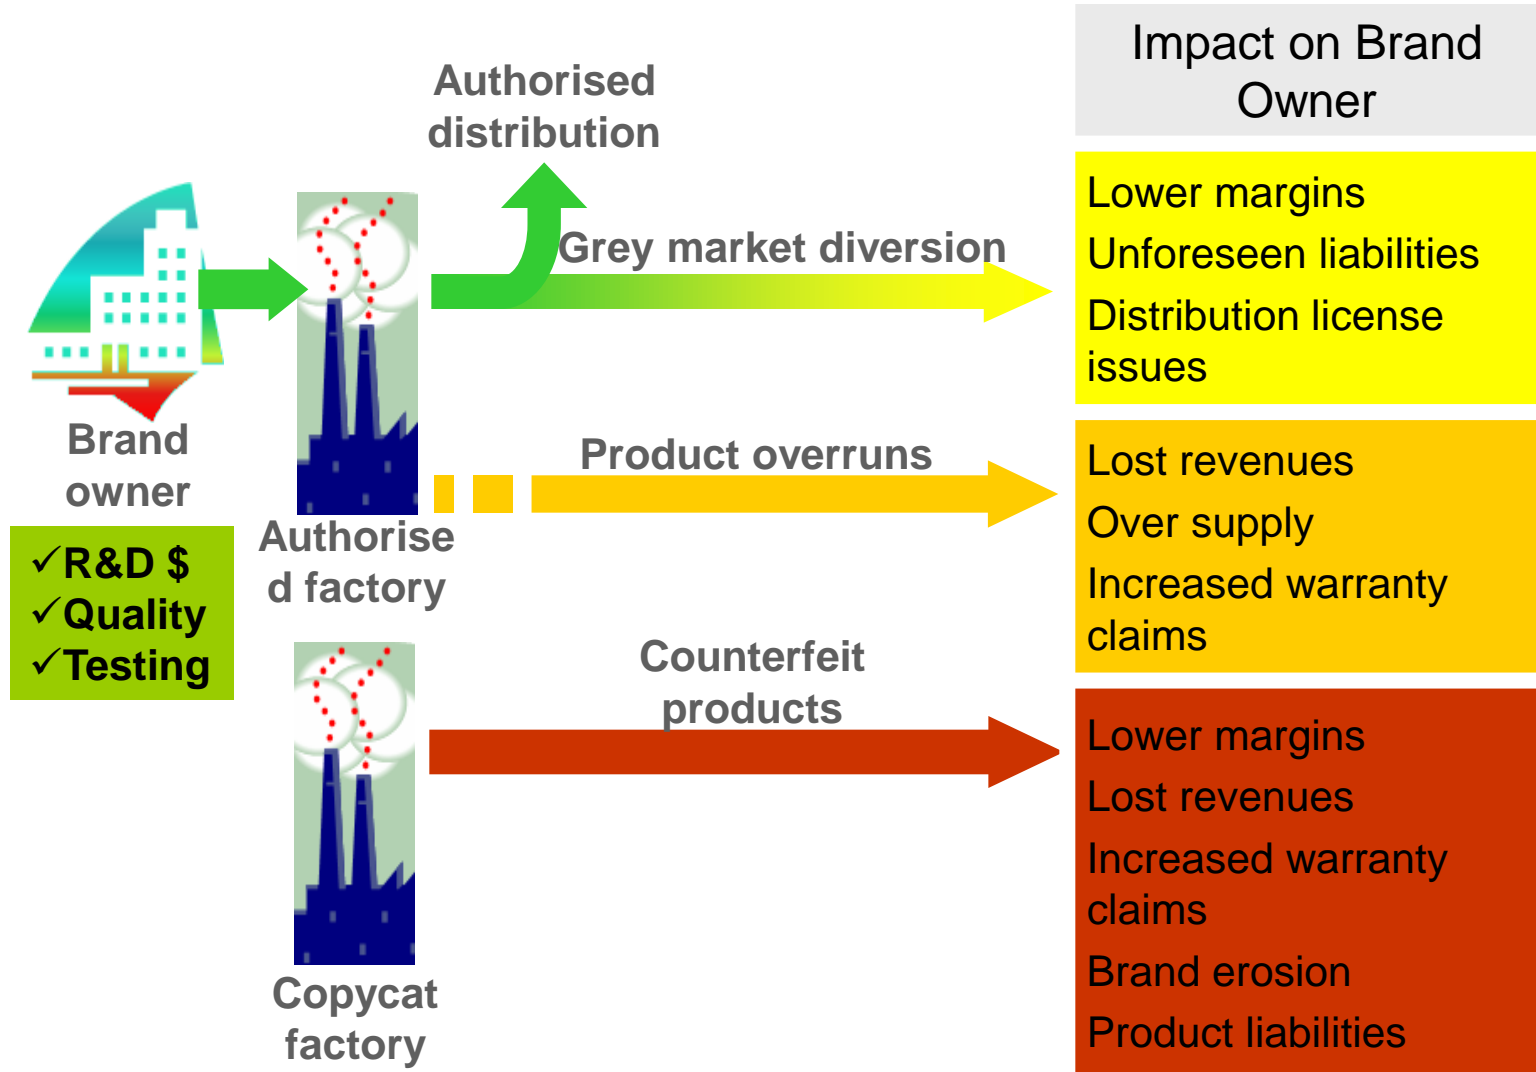 Impact on Brand
Owner
Authorised
distribution
Grey market diversion
Lower margins
Unforeseen liabilities
Distribution license
issues
Brand
owner
✓R&D $
✓Quality
✓Testing
Authorise
d factory
Product overruns
Lost revenues
Over supply
Increased warranty
claims
Counterfeit
products
Copycat
factory
Lower margins
Lost revenues
Increased warranty
claims
Brand erosion
Product liabilities